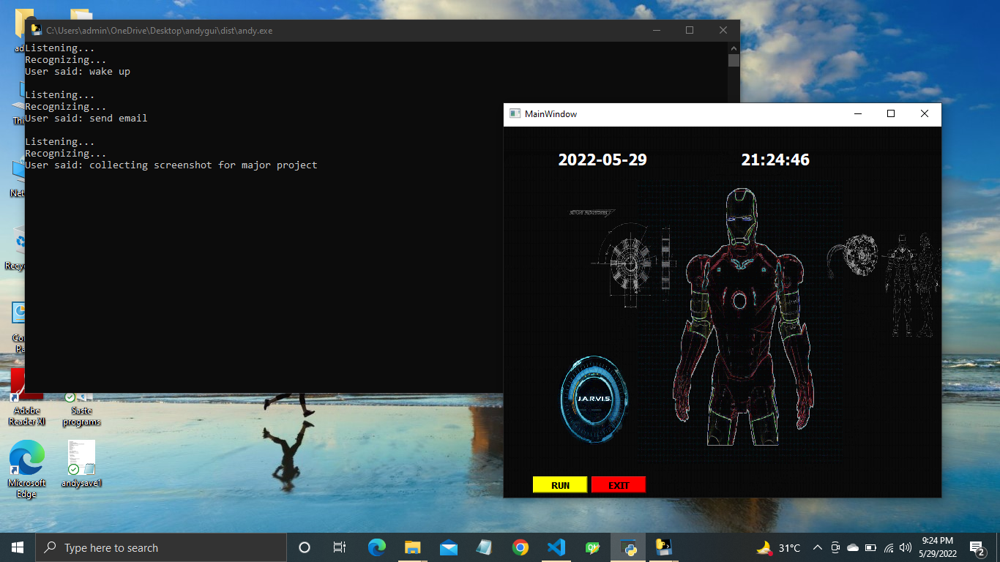 C:\Users\admin\OneDrive\Desktop\andygui\dist\andy.exe
Listening...
Recognizing...
User said: wake up
Listening...
Recognizing...
User said: send email
Listening...
Recognizing...
User said: collecting screenshot for major project
MainWindow
2022-05-29
21:24:46
J.A.R.V.I.S.
RUN
EXIT
Adobe
Reader XI
Saste
programs
Microsoft
Edge
andysave1
Type here to search
31°C
9:24 PM
5/29/2022
2